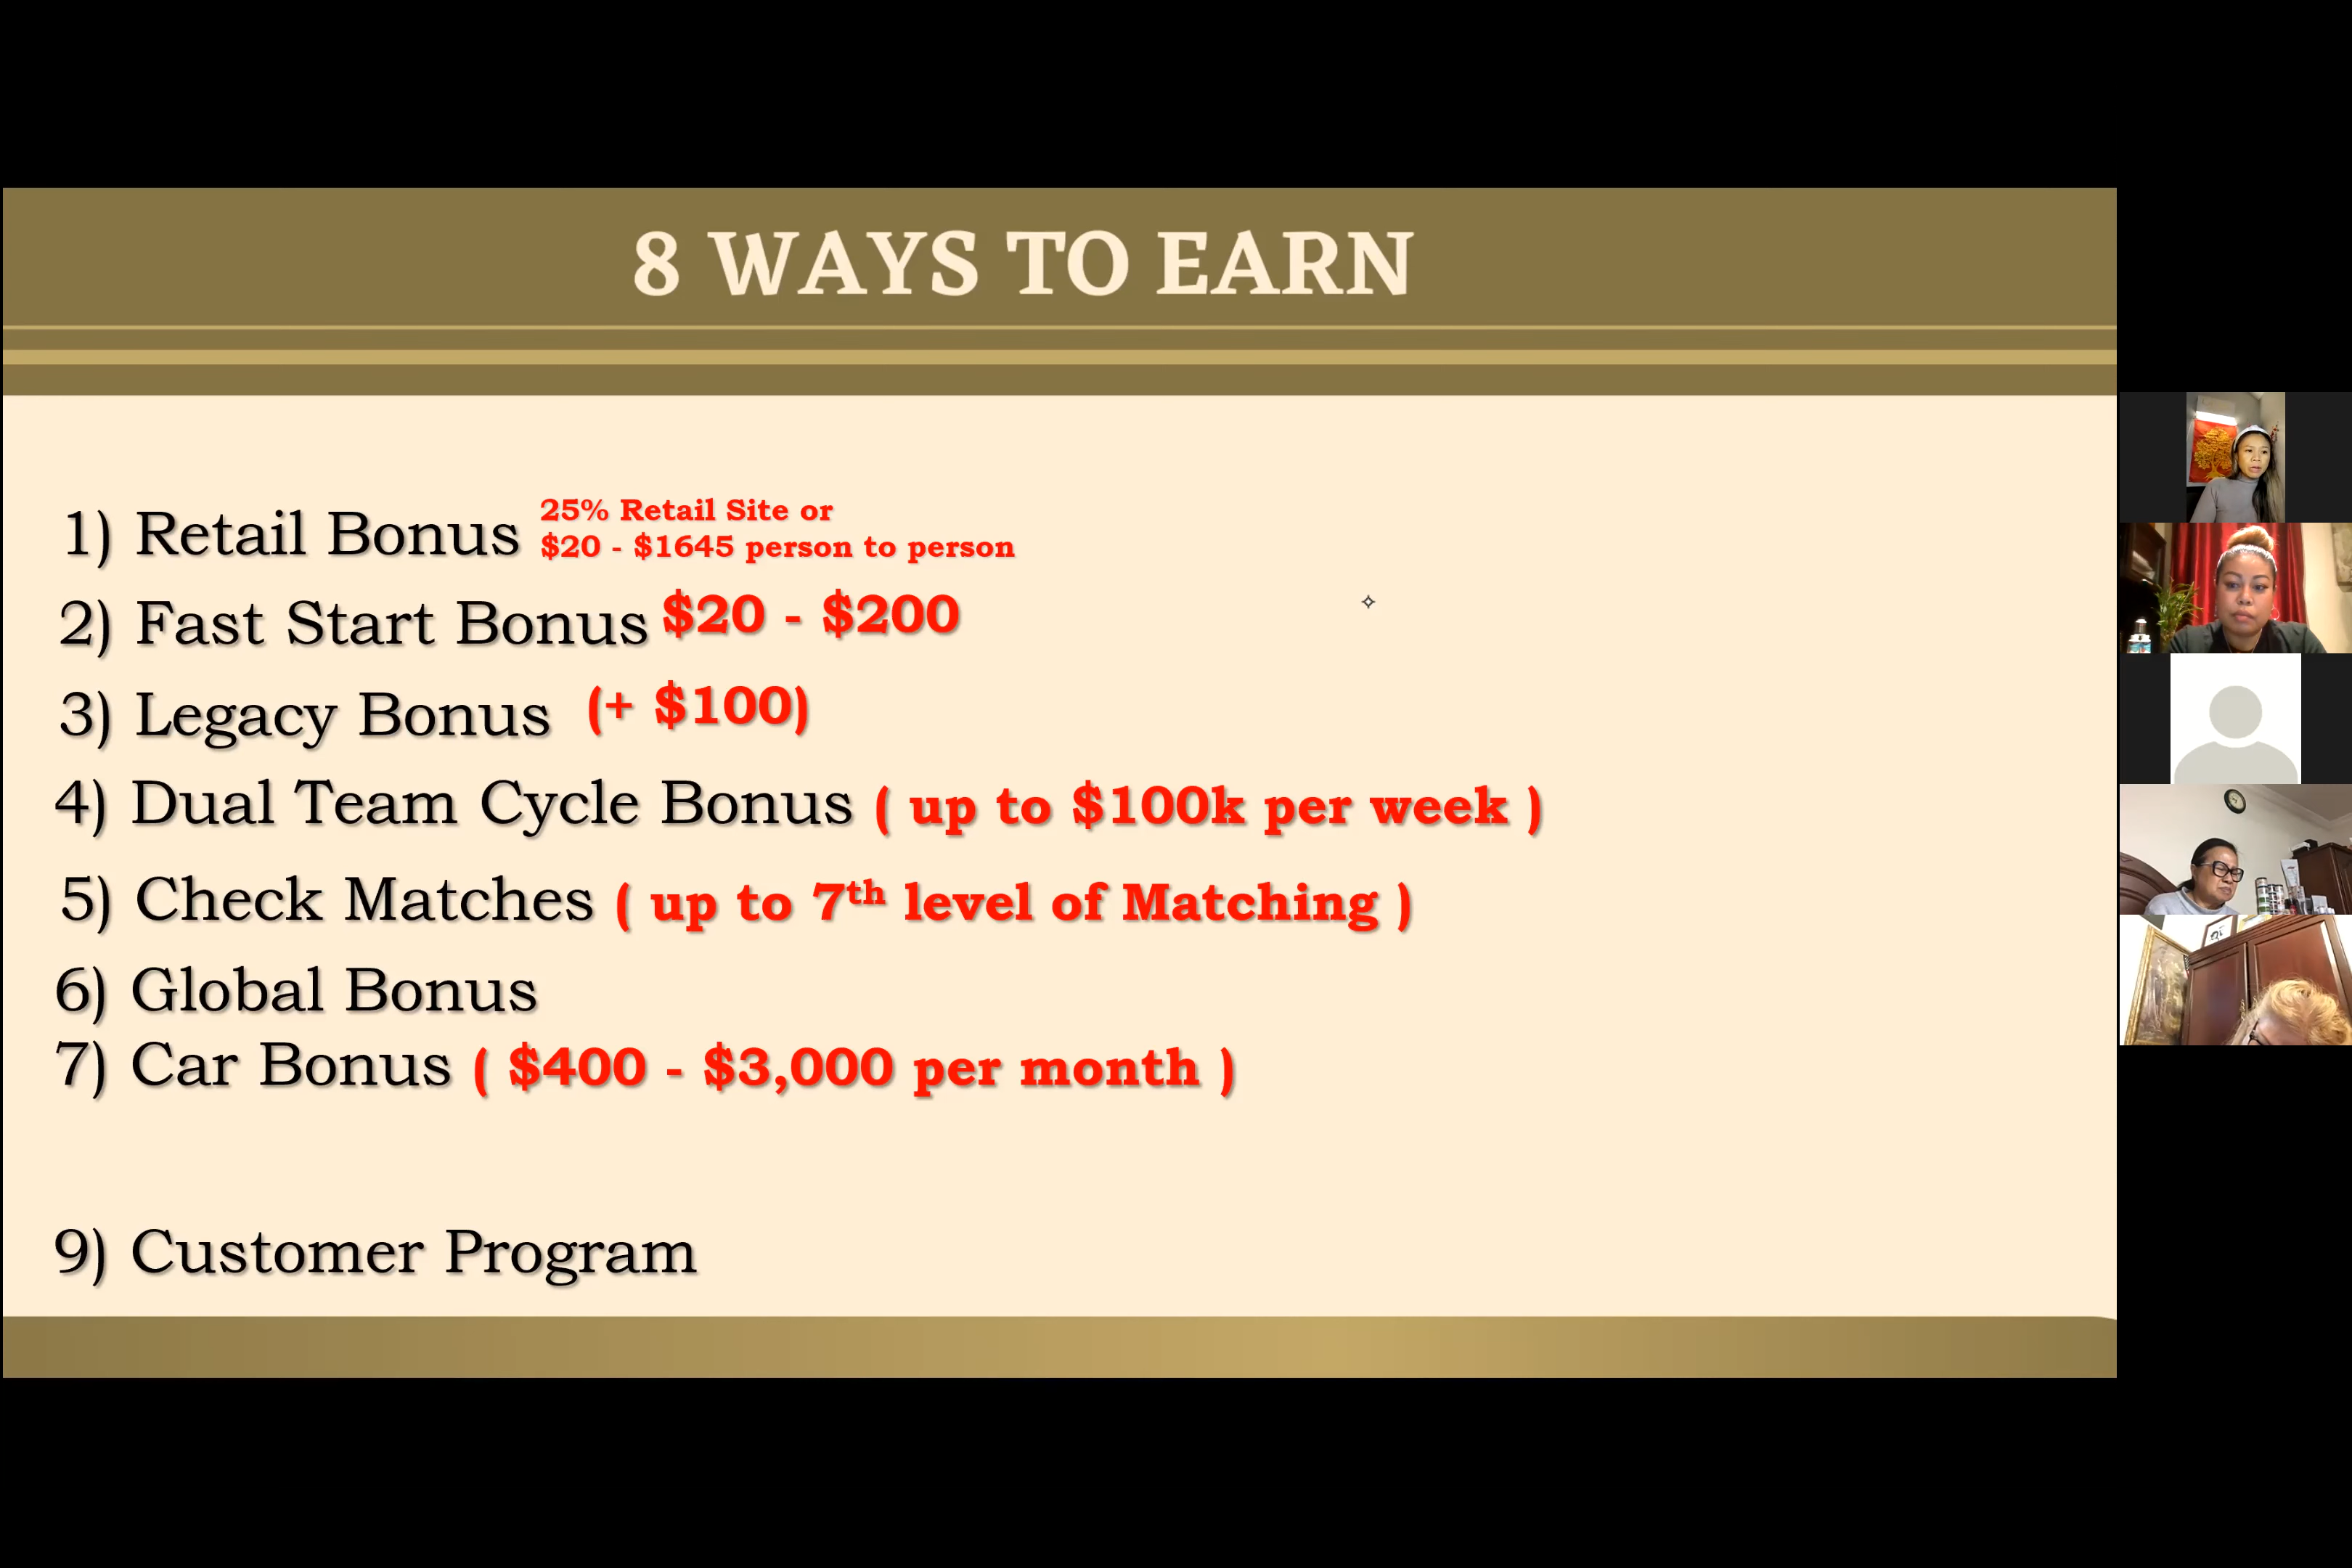 8 WAYS TO EARN
1) Retail Bonus 25% Retail Site or
$20 - $1645 person to person
2) Fast Start Bonus $20 - $200
3) Legacy Bonus (+ $100)
4) Dual Team Cycle Bonus ( up to $100k per week )
5) Check Matches ( up to 7th level of Matching )
6) Global Bonus
7) Car Bonus ( $400 - $3,000 per month )
9) Customer Program